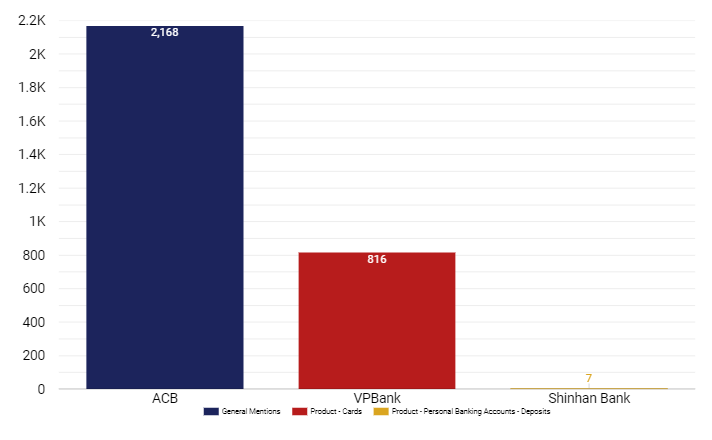 2.2K
2K
1.8K
1.6K
1.4K
1.2K
1K
800
600
400
200
0
2,168
816
7
ACB VPBank Shinhan Bank
General Mentions Product - Cards Product - Personal Banking Accounts - Deposits